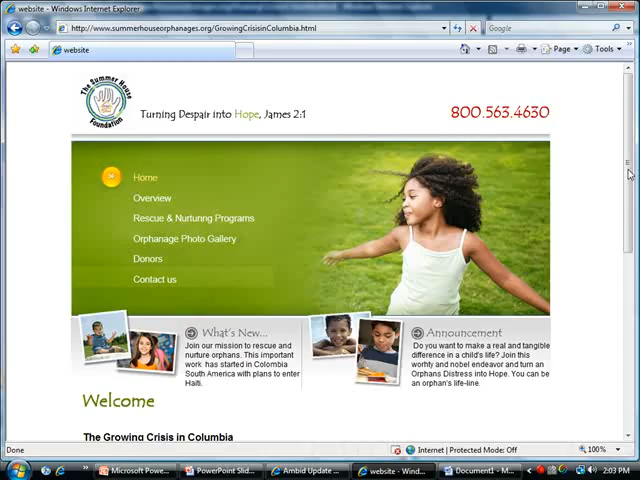 website - Windows Internet Explorer
http://www.summerhouseorphanages.org/GrowingCrisisinColumbia.html
Google
website
Page
Tools
The Summer House
Foundation
Turning Despair into Hope, James 2:1
800.563.4630
Home
Overview
Rescue & Nurturing Programs
Orphanage Photo Gallery
Donors
Contact us
What's New...
Join our mission to rescue and
nurture orphans. This important
work has started in Colombia
South America with plans to enter
Haiti.
Announcement
Do you want to make a real and tangible
difference in a child's life? Join this
worhty and nobel endeavor and turn an
Orphans Distress into Hope. You can be
an orphan's life-line.
Welcome
The Growing Crisis in Columbia
Done
Internet | Protected Mode: Off
100%
Microsoft Powe...
PowerPoint Slid...
Ambid Update ...
website - Wind...
Document1 - M...
2:03 PM